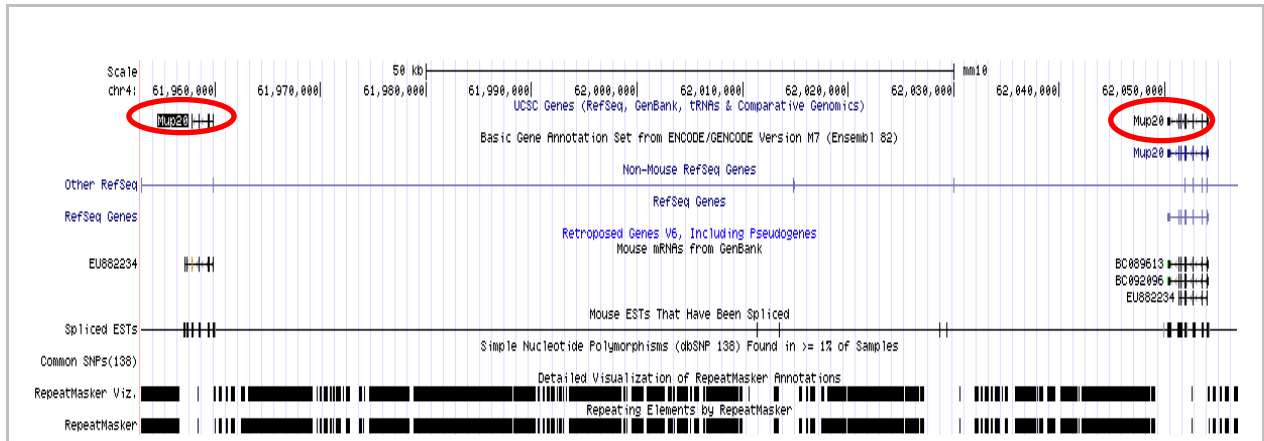 Scale 50 kb mm10
chr4: 61,960,000 61,970,000 61,980,000 61,990,000 62,000,000 62,010,000 62,020,000 62,030,000 62,040,000 62,050,000
UCSC Genes (RefSeq, GenBank, tRNAs & Comparative Genomics)
Mup20 Mup20
Basic Gene Annotation Set from ENCODE/GENCODE Version M7 (Ensembl 82)
Mup20
Non-Mouse RefSeq Genes
Other RefSeq
RefSeq Genes
RefSeq Genes
Retroposed Genes V6, Including Pseudogenes
Mouse mRNAs from GenBank
EU882234 BC089613
BC092096
EU882234
Mouse ESTs That Have Been Spliced
Spliced ESTs
Simple Nucleotide Polymorphisms (dbSNP 138) Found in >= 1% of Samples
Common SNPs(138)
Detailed Visualization of RepeatMasker Annotations
RepeatMasker Viz.
Repeating Elements by RepeatMasker
RepeatMasker